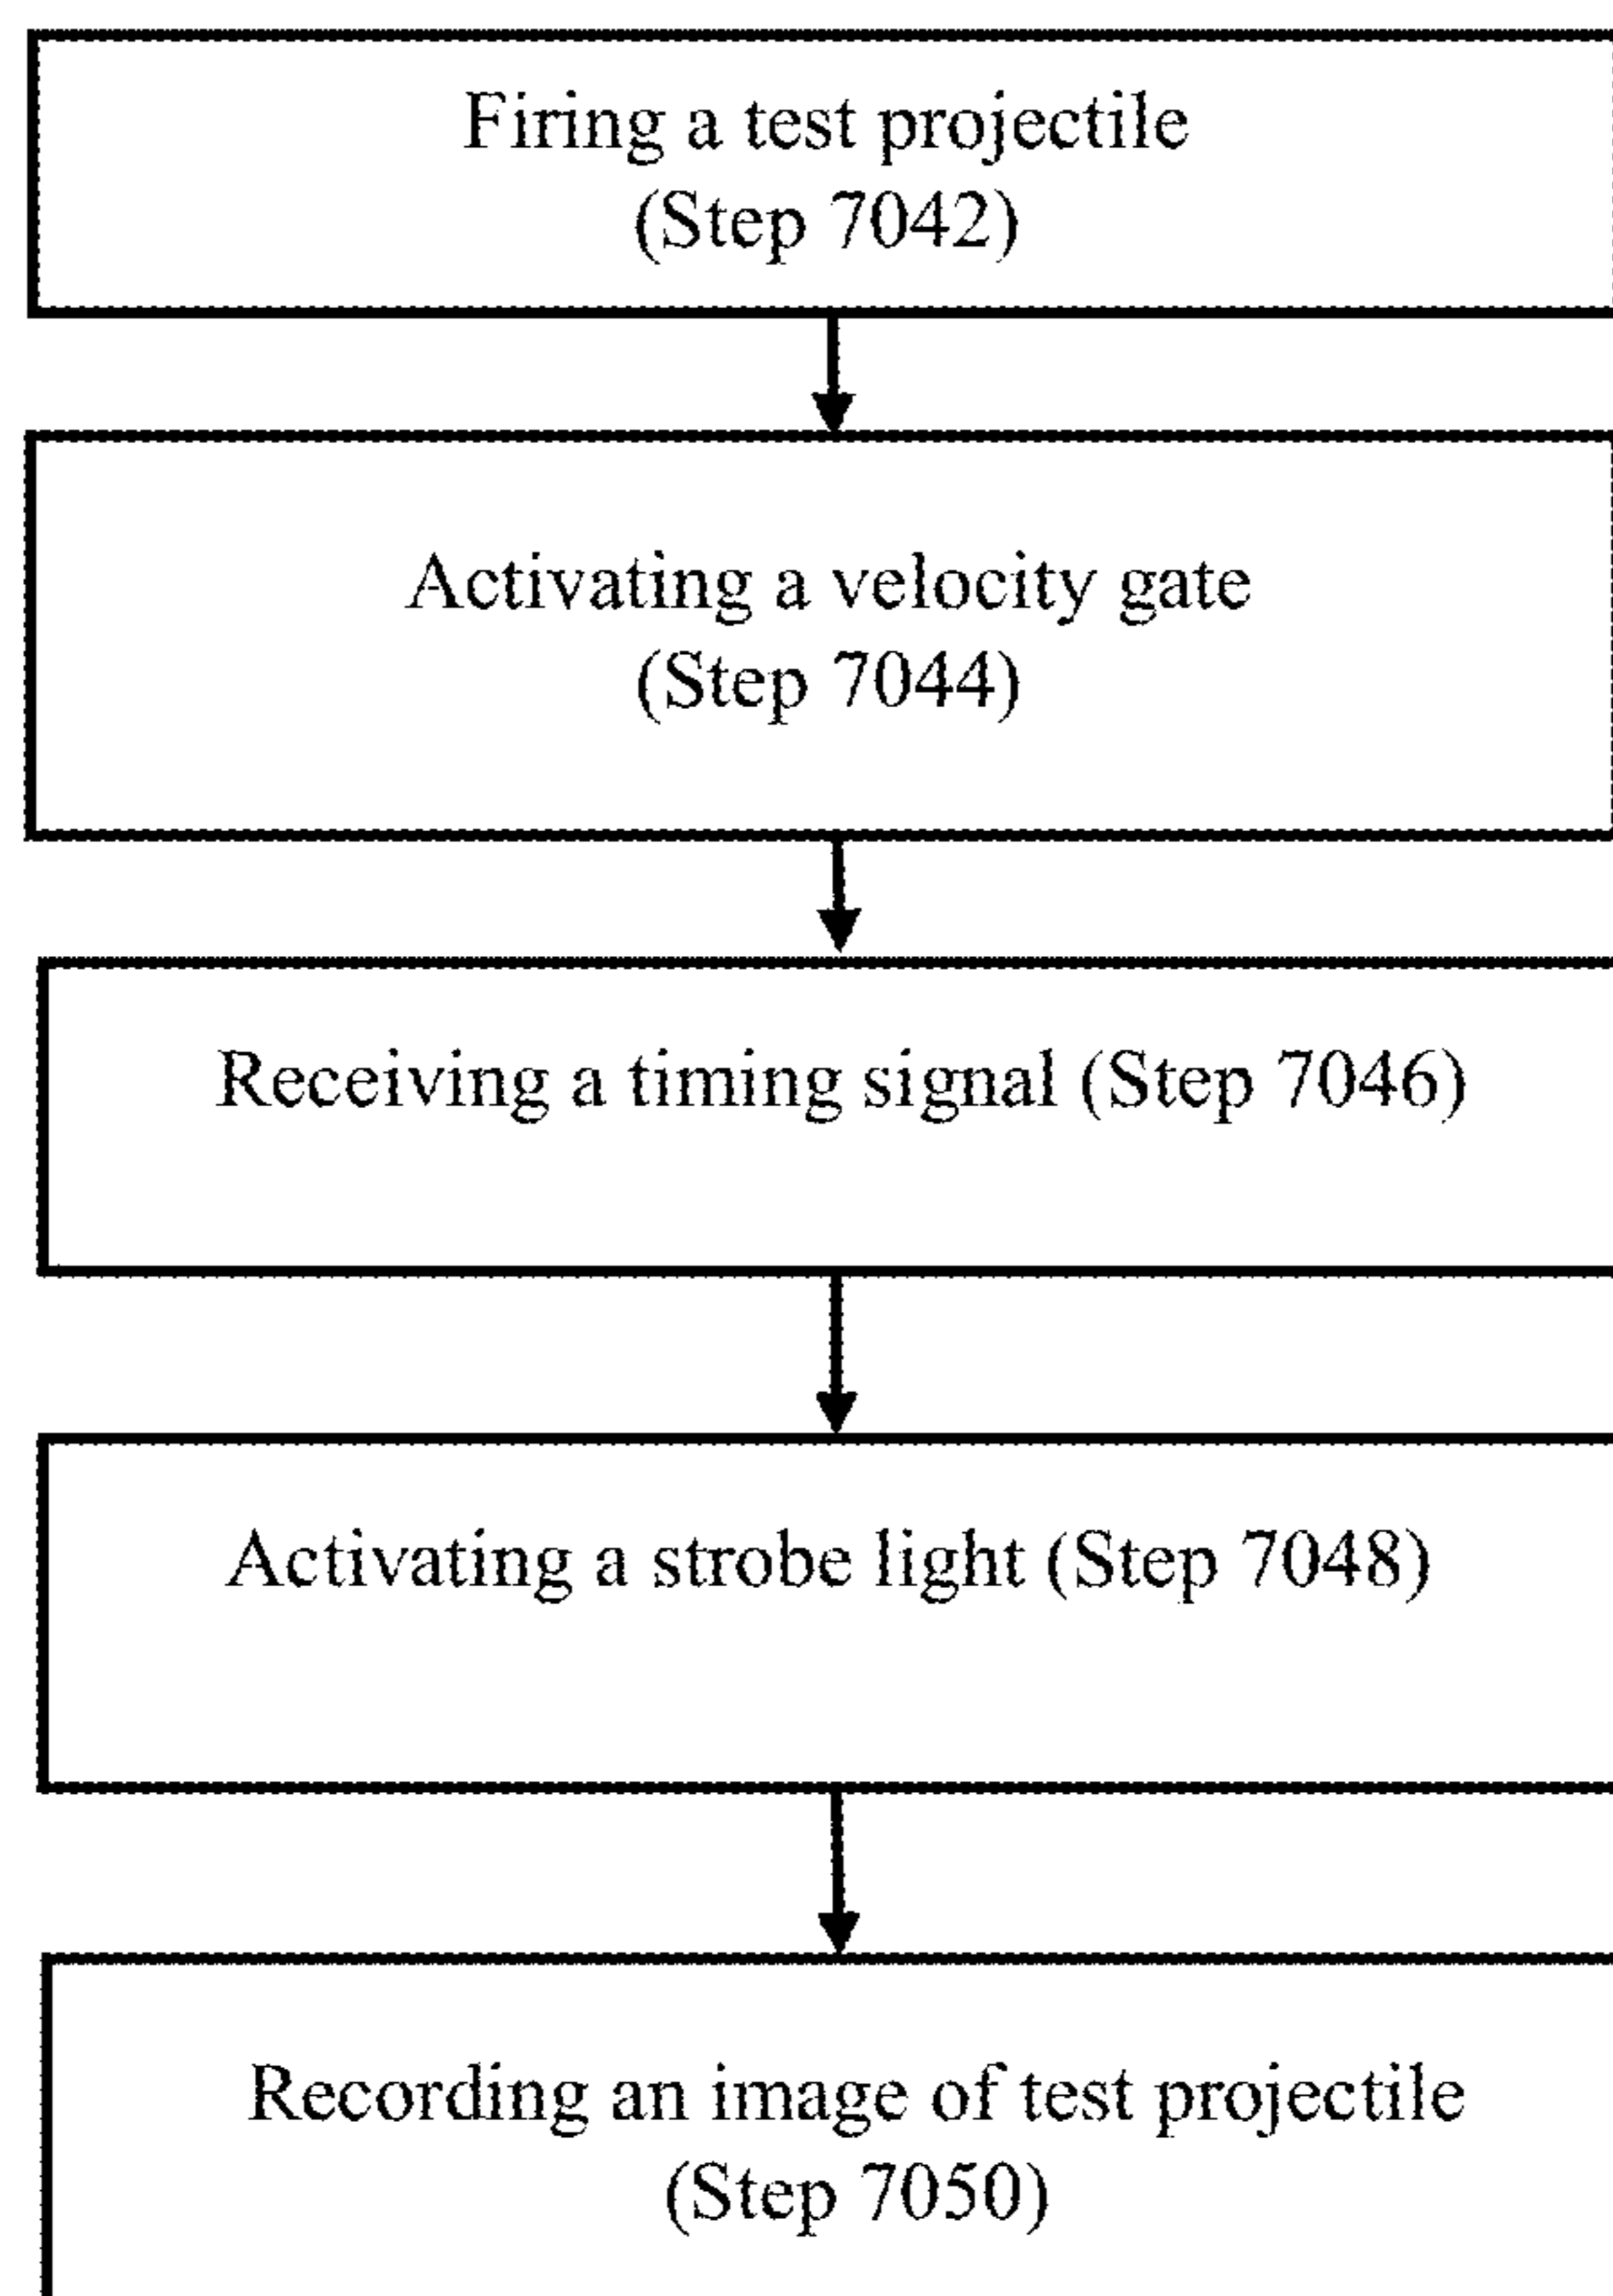 Firing a test projectile
(Step 7042)
Activating a velocity gate
(Step 7044)
Receiving a timing signal (Step 7046)
Activating a strobe light (Step 7048)
Recording an image of test projectile
(Step 7050)